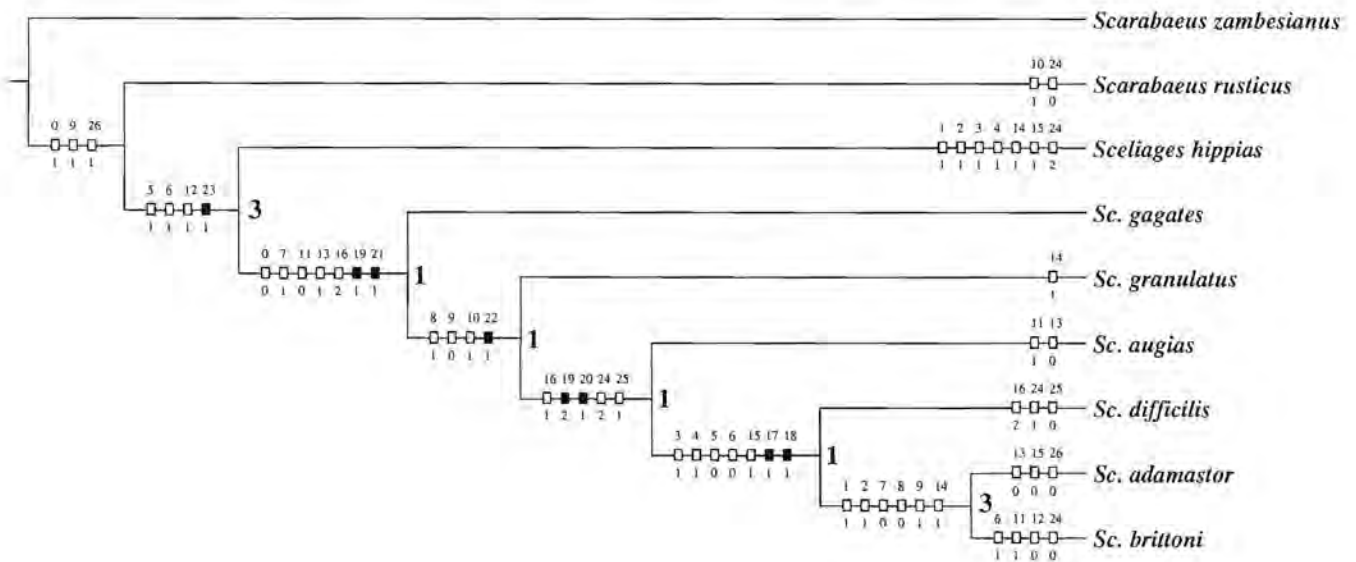 Scarabaeus zambesianus
10 24
Scarabaeus rusticus
1 0
0 9 26
1 1 1
1 2 3 4 14 15 24
Sceliages hippias
1 1 1 1 1 1 2
5 6 12 23
3
1 1 1 1
Sc. gagates
0 7 11 13 16 19 21
1
0 1 0 1 2 1 1
14
Sc. granulatus
1
8 9 10 22
1
1 0 1 1
11 13
Sc. augias
1 0
16 19 20 24 25
1
1 2 1 2 1
16 24 25
Sc. difficilis
2 1 0
3 4 5 6 15 17 18
1
1 1 0 0 1 1 1
13 15 26
Sc. adamastor
0 0 0
1 2 7 8 9 14
3
1 1 0 0 1 1
6 11 12 24
Sc. brittoni
1 1 0 0